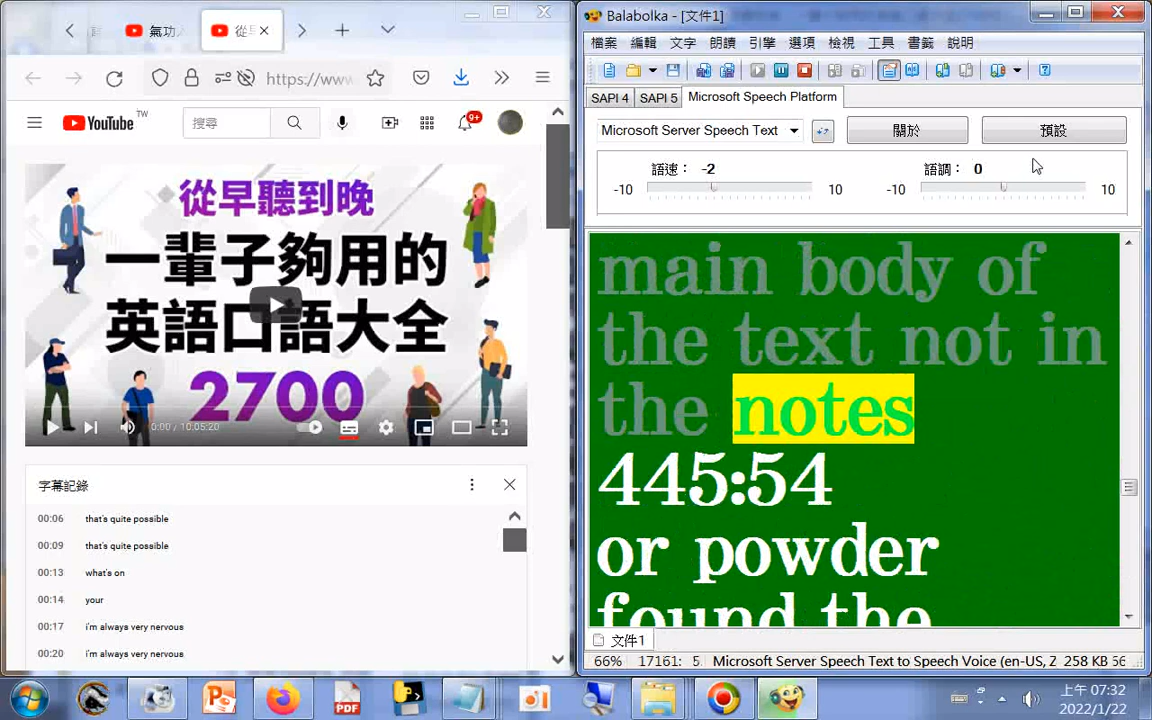 氣功
從
https://www
YouTube TW
搜尋
9+
從早聽到晚
一輩子夠用的
英語口語大全
2700
0:00 / 10:05:20
字幕記錄
00:06 that's quite possible
00:09 that's quite possible
00:13 what's on
00:14 your
00:17 i'm always very nervous
00:20 i'm always very nervous
Balabolka - [文件1]
檔案 編輯 文字 朗讀 引擎 選項 檢視 工具 書籤 說明
SAPI 4 SAPI 5 Microsoft Speech Platform
Microsoft Server Speech Text 關於 預設
語速： -2 語調： 0
-10 10 -10 10
main body of
the text not in
the notes
445:54
or powder
found the
文件1
66% 17161: 5 Microsoft Server Speech Text to Speech Voice (en-US, Z 258 KB 56
PDF
上午 07:32
2022/1/22